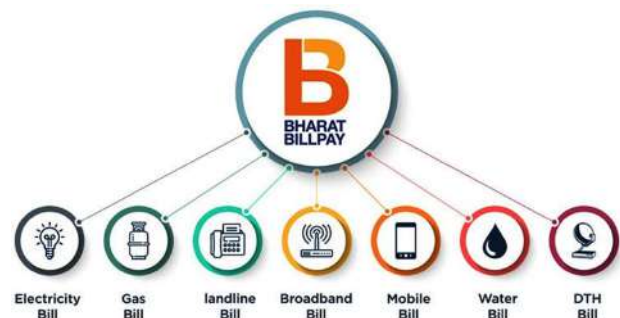 BHARAT
BILLPAY
Electricity
Bill
Gas
Bill
landline
Bill
Broadband
Bill
Mobile
Bill
Water
Bill
DTH
Bill